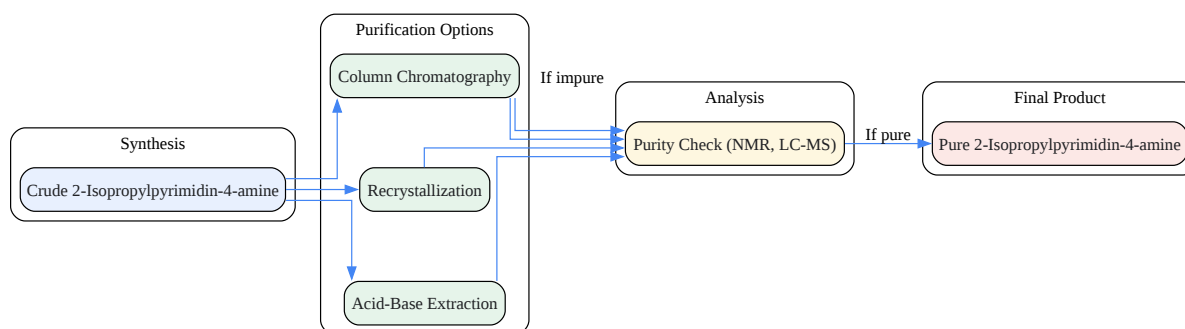 Purification Options
Column Chromatography
If impure
Analysis
Final Product
Synthesis
Purity Check (NMR, LC-MS)
If pure
Pure 2-Isopropylpyrimidin-4-amine
Crude 2-Isopropylpyrimidin-4-amine
Recrystallization
Acid-Base Extraction